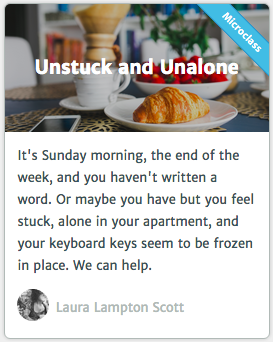 Microclass
Unstuck and Unalone
It's Sunday morning, the end of the
week, and you haven't written a
word. Or maybe you have but you feel
stuck, alone in your apartment, and
your keyboard keys seem to be frozen
in place. We can help.
Laura Lampton Scott